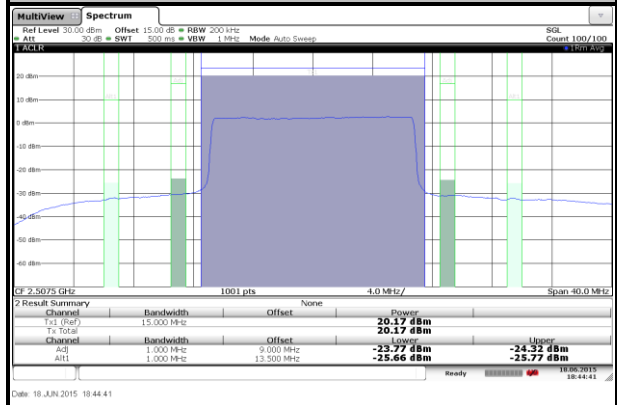 MultiView Spectrum
Ref Level 30.00 dBm Offset 15.00 dB RBW 200 kHz SGL
Att 30 dB SWT 500 ms VBW 1 MHz Mode Auto Sweep Count 100/100
1 ACLR 1Rm Avg
20 dBm
10 dBm
0 dBm
-10 dBm
-20 dBm
-30 dBm
-40 dBm
-50 dBm
-60 dBm
CF 2.5075 GHz 1001 pts 4.0 MHz/ Span 40.0 MHz
2 Result Summary None
Channel Bandwidth Offset Power
Tx1 (Ref) 15.000 MHz 20.17 dBm
Tx Total 20.17 dBm
Channel Bandwidth Offset Lower Upper
Adj 1.000 MHz 9.000 MHz -23.77 dBm -24.32 dBm
Alt1 1.000 MHz 13.500 MHz -25.66 dBm -25.77 dBm
Ready 18.06.2015
18:44:41
Date: 18.JUN.2015 18:44:41